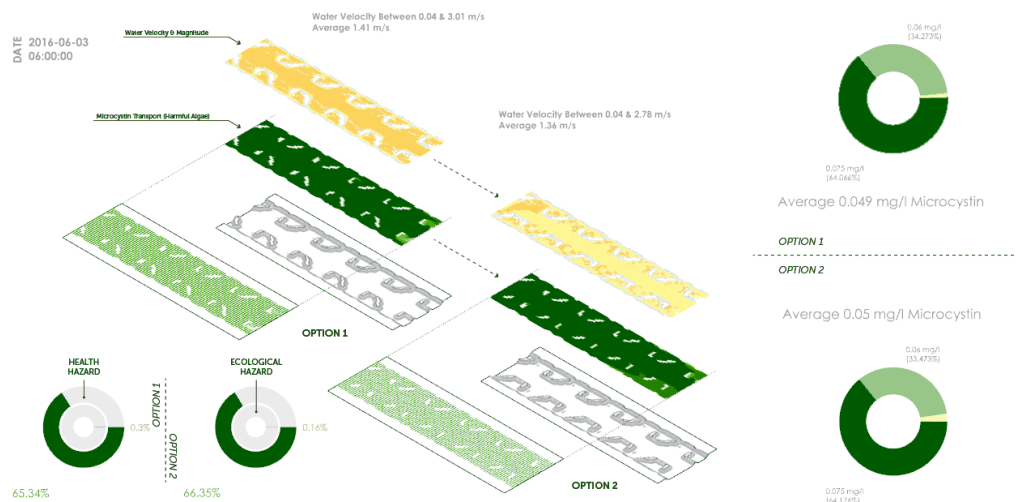 DATE
2016-06-03
06:00:00
Water Velocity & Magnitude
Water Velocity Between 0.04 & 3.01 m/s
Average 1.41 m/s
Microcystin Transport (Harmful Algae)
Water Velocity Between 0.04 & 2.78 m/s
Average 1.36 m/s
OPTION 1
OPTION 2
HEALTH
HAZARD
0.3%
65,34%
OPTION 1
OPTION 2
ECOLOGICAL
HAZARD
0.16%
66,35%
0.06 mg/l
(34.273%)
0.075 mg/l
(64.066%)
Average 0.049 mg/l Microcystin
OPTION 1
OPTION 2
Average 0.05 mg/l Microcystin
0.06 mg/l
(33.473%)
0.075 mg/l